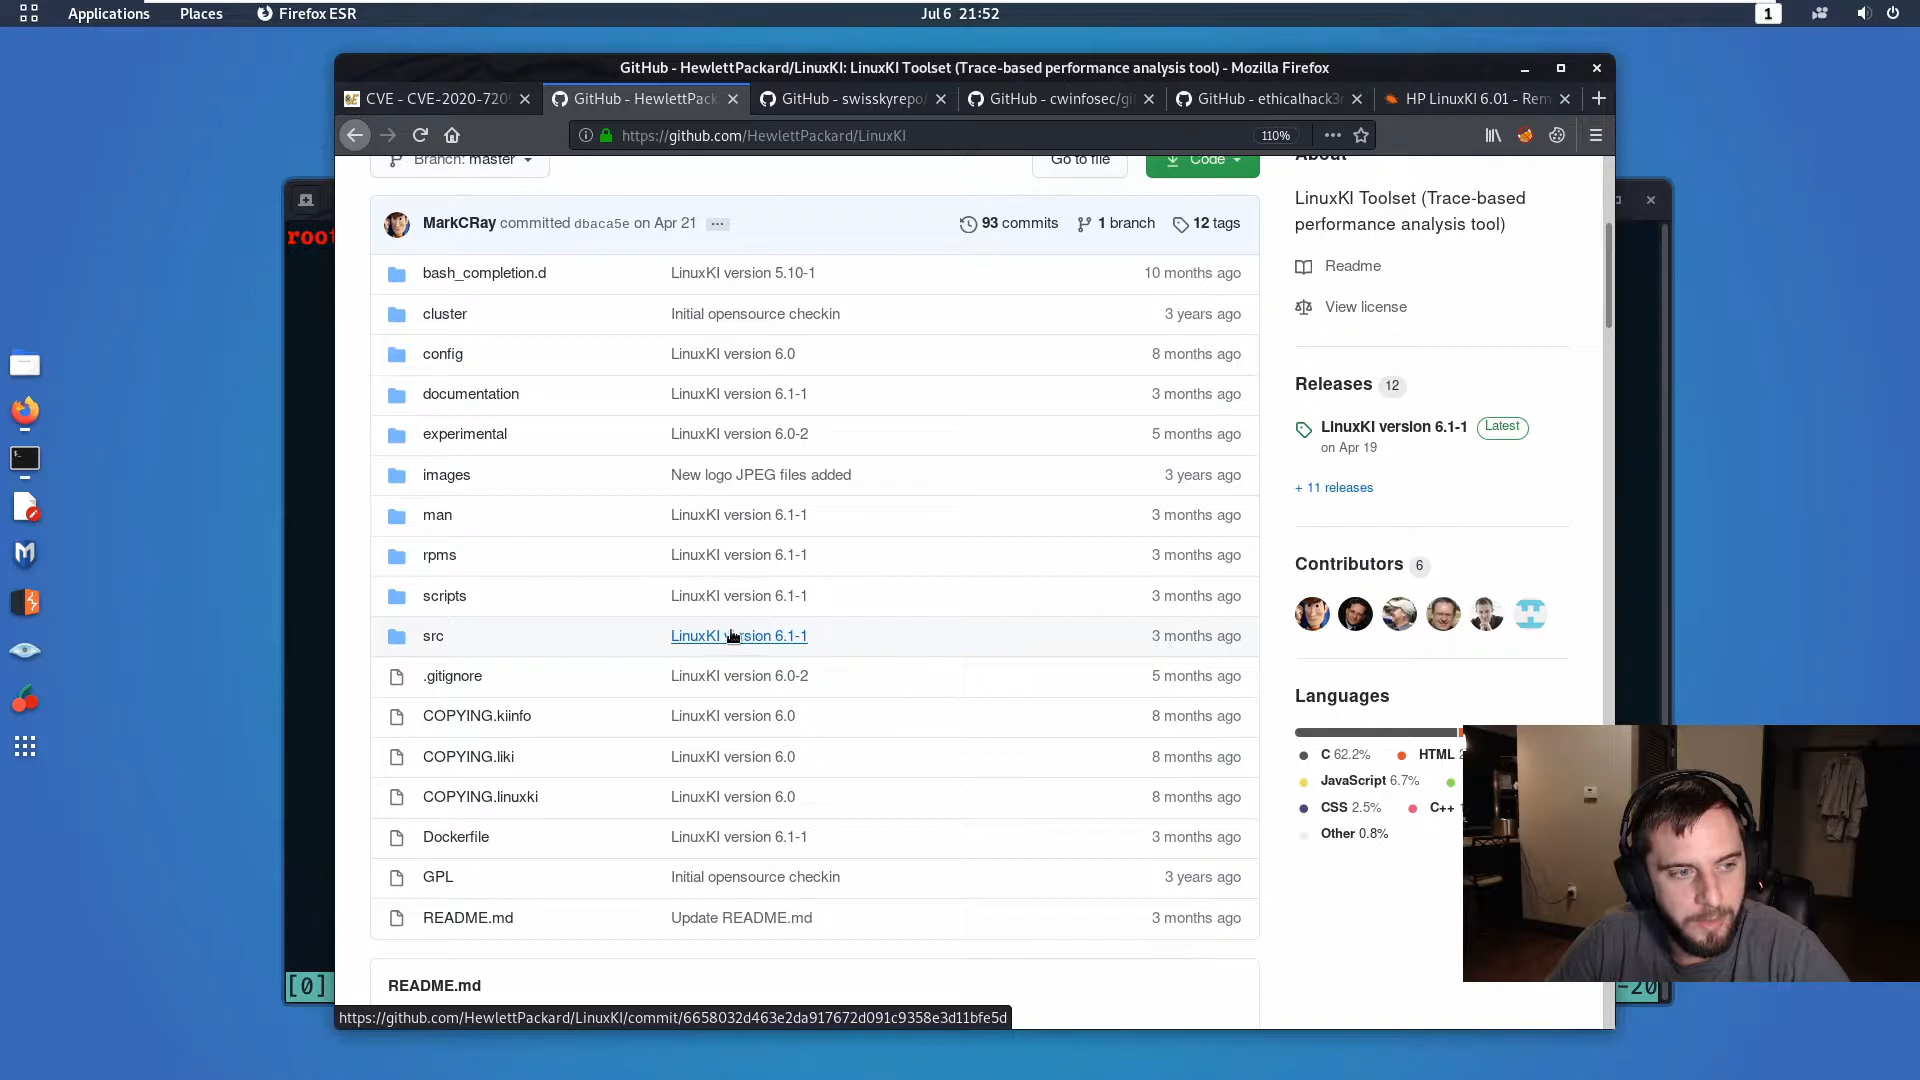 Applications Places Firefox ESR Jul 6 21:52 1
GitHub - HewlettPackard/LinuxKI: LinuxKI Toolset (Trace-based performance analysis tool) - Mozilla Firefox
CVE - CVE-2020-720 GitHub - HewlettPack GitHub - swisskyrepo/ GitHub - cwinfosec/gi GitHub - ethicalhack3 HP LinuxKI 6.01 - Rem
https://github.com/HewlettPackard/LinuxKI 110%
Branch: master Go to file Code About
MarkCRay committed dbaca5e on Apr 21 ... 93 commits 1 branch 12 tags
bash_completion.d LinuxKI version 5.10-1 10 months ago
cluster Initial opensource checkin 3 years ago
config LinuxKI version 6.0 8 months ago
documentation LinuxKI version 6.1-1 3 months ago
experimental LinuxKI version 6.0-2 5 months ago
images New logo JPEG files added 3 years ago
man LinuxKI version 6.1-1 3 months ago
rpms LinuxKI version 6.1-1 3 months ago
scripts LinuxKI version 6.1-1 3 months ago
src LinuxKI version 6.1-1 3 months ago
.gitignore LinuxKI version 6.0-2 5 months ago
COPYING.kiinfo LinuxKI version 6.0 8 months ago
COPYING.liki LinuxKI version 6.0 8 months ago
COPYING.linuxki LinuxKI version 6.0 8 months ago
Dockerfile LinuxKI version 6.1-1 3 months ago
GPL Initial opensource checkin 3 years ago
README.md Update README.md 3 months ago
README.md
LinuxKI Toolset (Trace-based
performance analysis tool)
Readme
View license
Releases 12
LinuxKI version 6.1-1 Latest
on Apr 19
+ 11 releases
Contributors 6
Languages
C 62.2% HTML 2
JavaScript 6.7%
CSS 2.5% C++ 1
Other 0.8%
root
[0] -20
https://github.com/HewlettPackard/LinuxKI/commit/6658032d463e2da917672d091c9358e3d11bfe5d